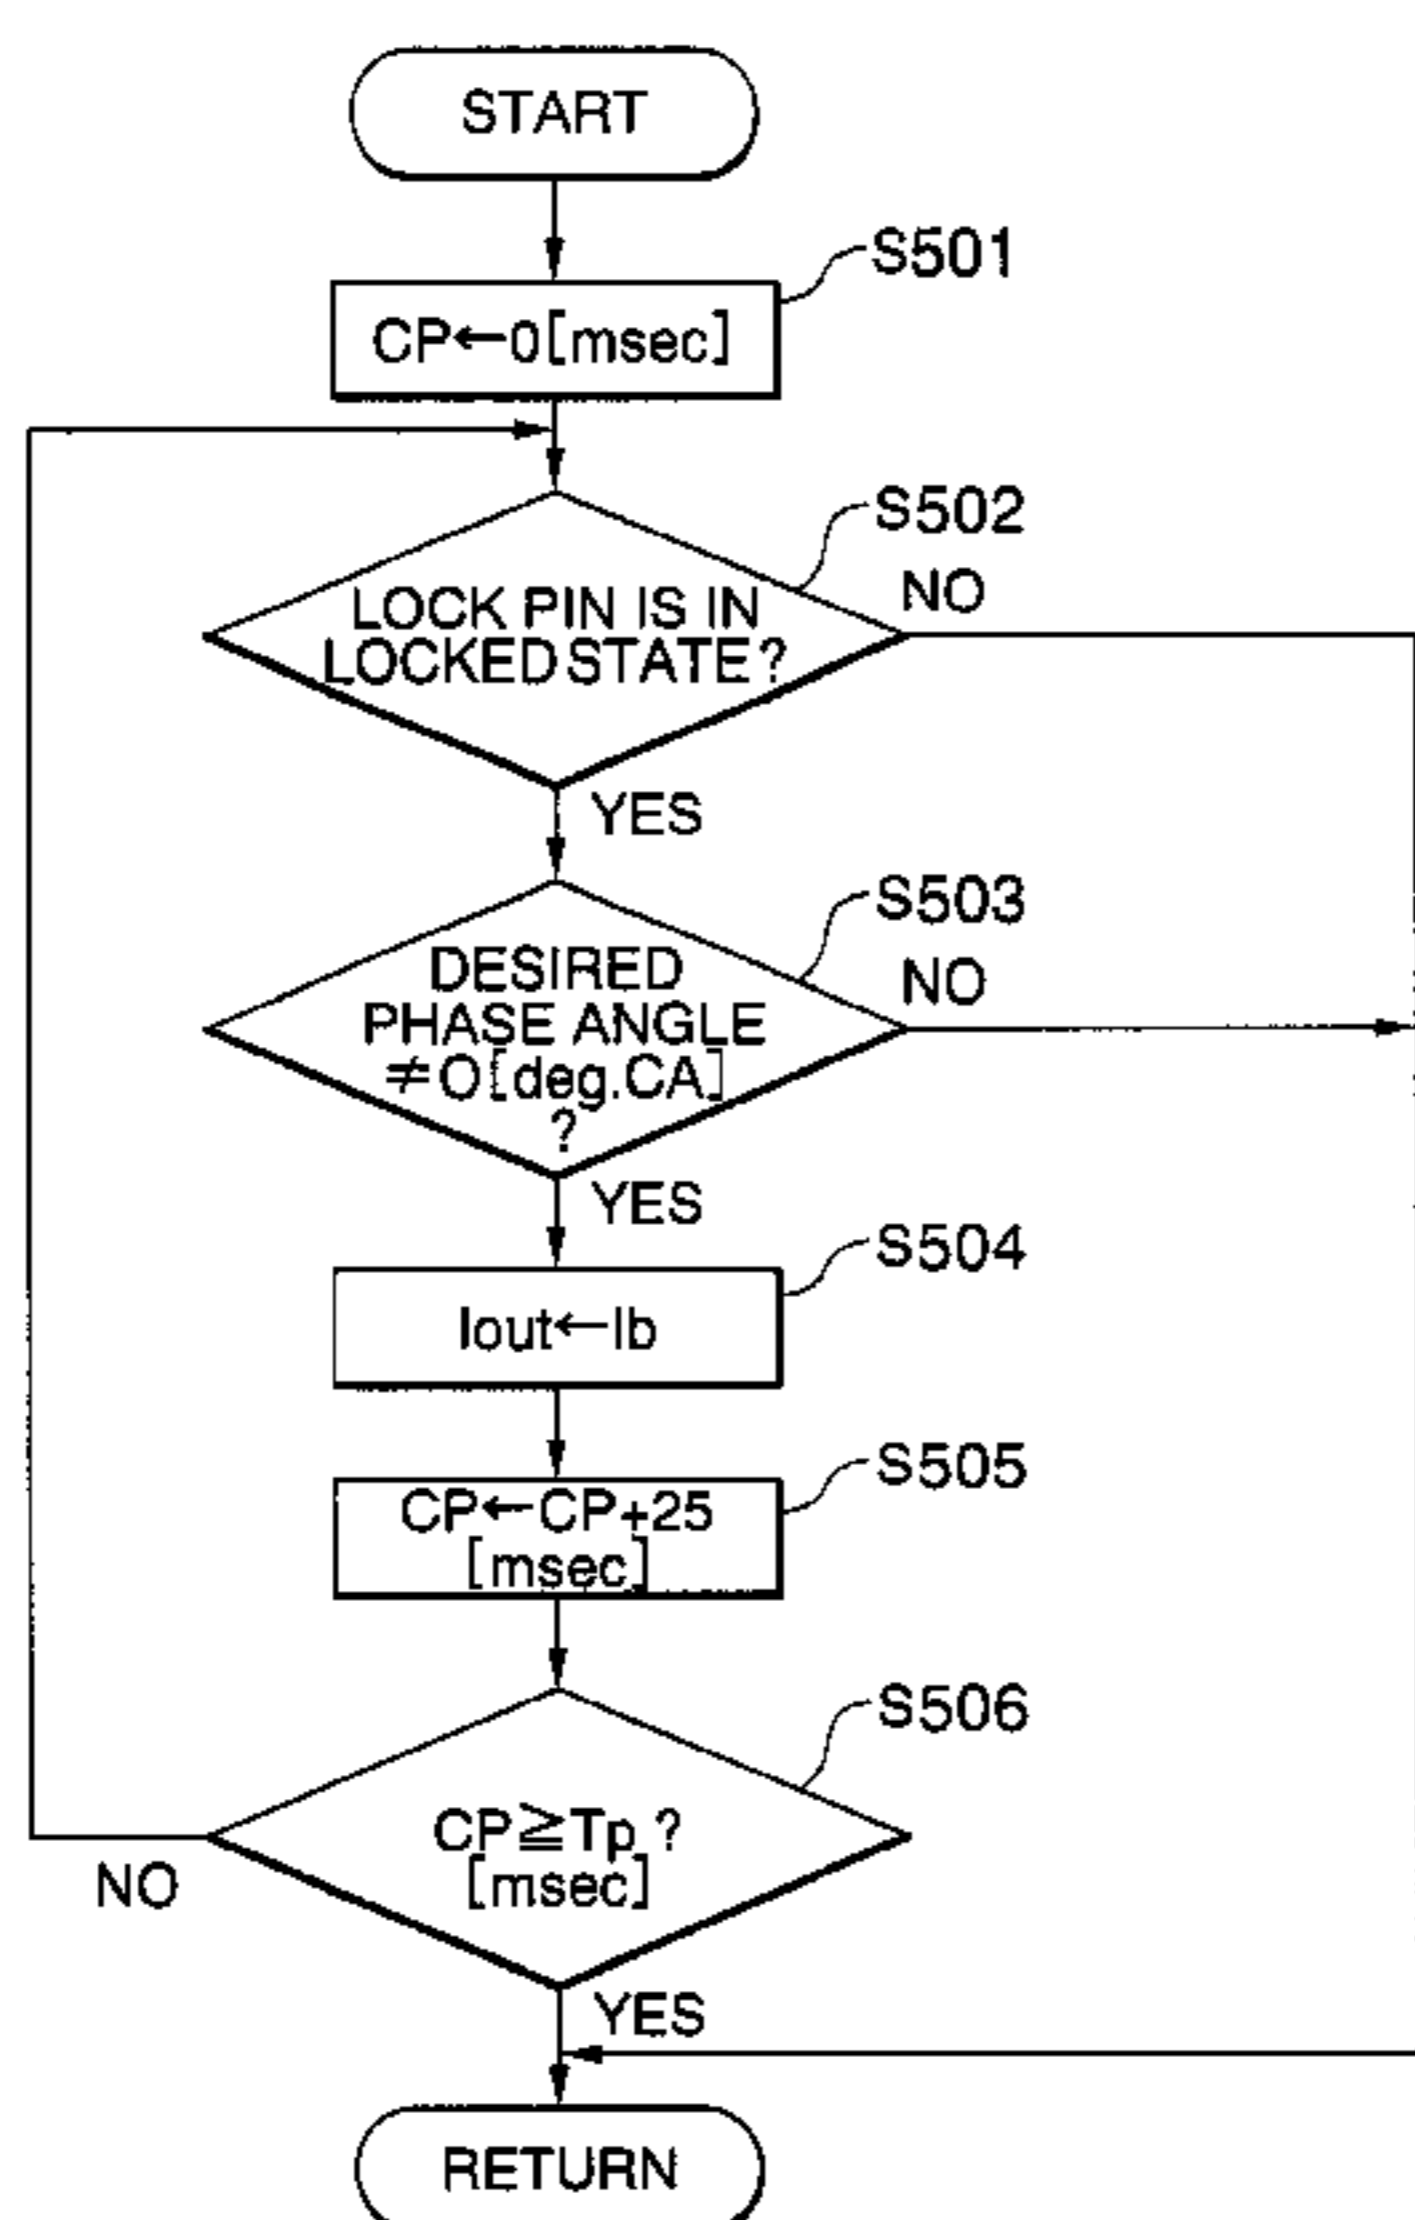 START
S501
CP←0[msec]
S502
NO
LOCK PIN IS IN
LOCKED STATE?
YES
S503
NO
DESIRED
PHASE ANGLE
≠0[deg.CA]
?
YES
S504
Iout←Ib
S505
CP←CP+25
[msec]
S506
CP≧Tp?
[msec]
NO
YES
RETURN